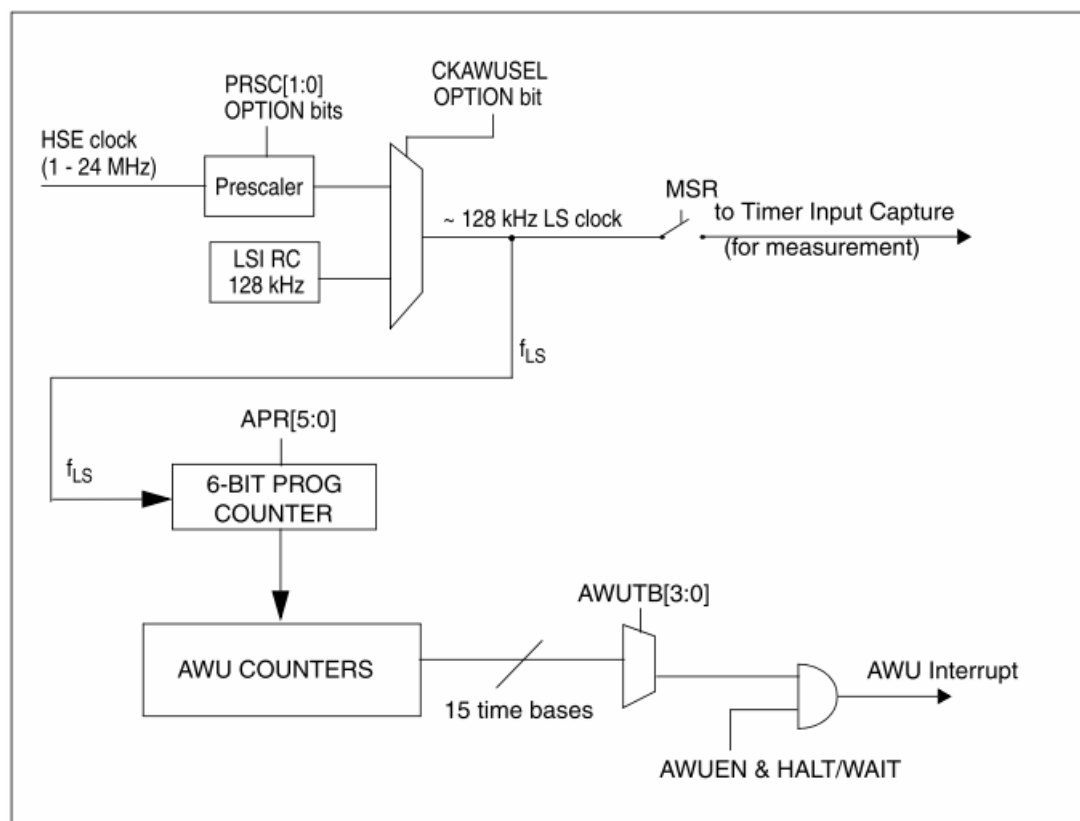 CKAWUSEL
OPTION bit
PRSC[1:0]
OPTION bits
HSE clock
(1 - 24 MHz)
Prescaler
MSR
~ 128 kHz LS clock
to Timer Input Capture
(for measurement)
LSI RC
128 kHz
fLS
APR[5:0]
fLS
6-BIT PROG
COUNTER
AWUTB[3:0]
AWU COUNTERS
15 time bases
AWU Interrupt
AWUEN & HALT/WAIT